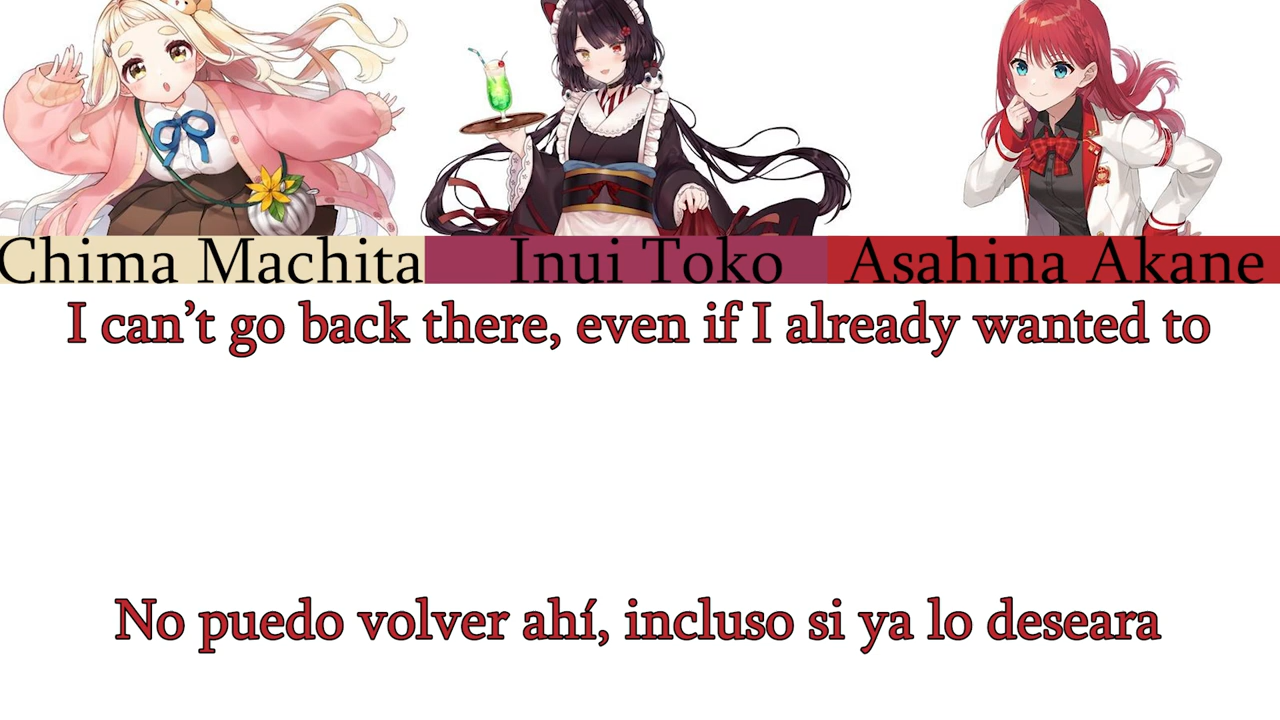 Chima Machita Inui Toko Asahina Akane
I can’t go back there, even if I already wanted to
No puedo volver ahí, incluso si ya lo deseara